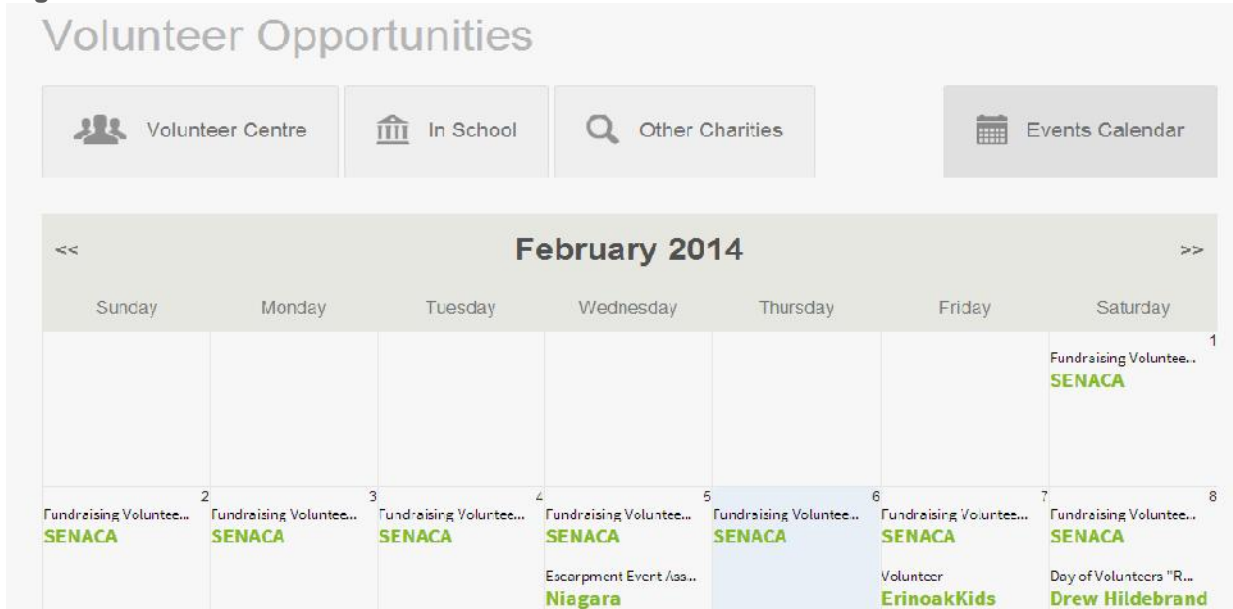 Volunteer Opportunities
Volunteer Centre In School Other Charities Events Calendar
<< February 2014 >>
Sunday Monday Tuesday Wednesday Thursday Friday Saturday
1
Fundraising Voluntee...
SENACA
2 3 4 5 6 7 8
Fundraising Voluntee... Fundraising Voluntee... Fundraising Voluntee... Fundraising Voluntee... Fundraising Voluntee... Fundraising Voluntee... Fundraising Voluntee...
SENACA SENACA SENACA SENACA SENACA SENACA SENACA
Escarpment Event Ass... Volunteer Day of Volunteers "R...
Niagara ErinoakKids Drew Hildebrand